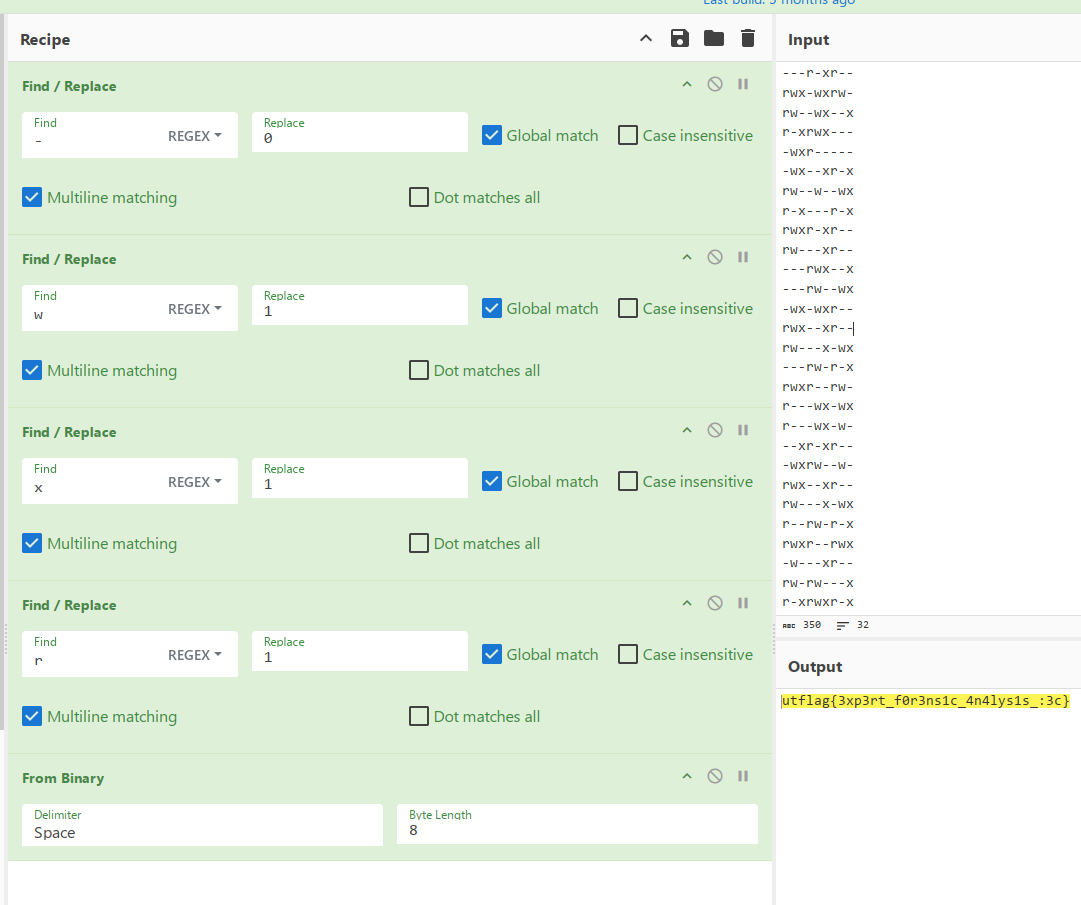 Last build: 5 months ago
Recipe
Find / Replace
Find
-
REGEX
Replace
0
Global match
Case insensitive
Multiline matching
Dot matches all
Find / Replace
Find
w
REGEX
Replace
1
Global match
Case insensitive
Multiline matching
Dot matches all
Find / Replace
Find
x
REGEX
Replace
1
Global match
Case insensitive
Multiline matching
Dot matches all
Find / Replace
Find
r
REGEX
Replace
1
Global match
Case insensitive
Multiline matching
Dot matches all
From Binary
Delimiter
Space
Byte Length
8
Input
---r-xr--
rwx-wxrw-
rw--wx--x
r-xrwx---
-wxr-----
-wx--xr-x
rw--w--wx
r-x---r-x
rwxr-xr--
rw---xr--
---rwx--x
---rw--wx
-wx-wxr--
rwx--xr--
rw---x-wx
---rw-r-x
rwxr--rw-
r---wx-wx
r---wx-w-
--xr-xr--
-wxrw--w-
rwx--xr--
rw---x-wx
r--rw-r-x
rwxr--rwx
-w---xr--
rw-rw---x
r-xrwxr-x
ABC 350
32
Output
utflag{3xp3rt_f0r3ns1c_4n4lys1s_:3c}